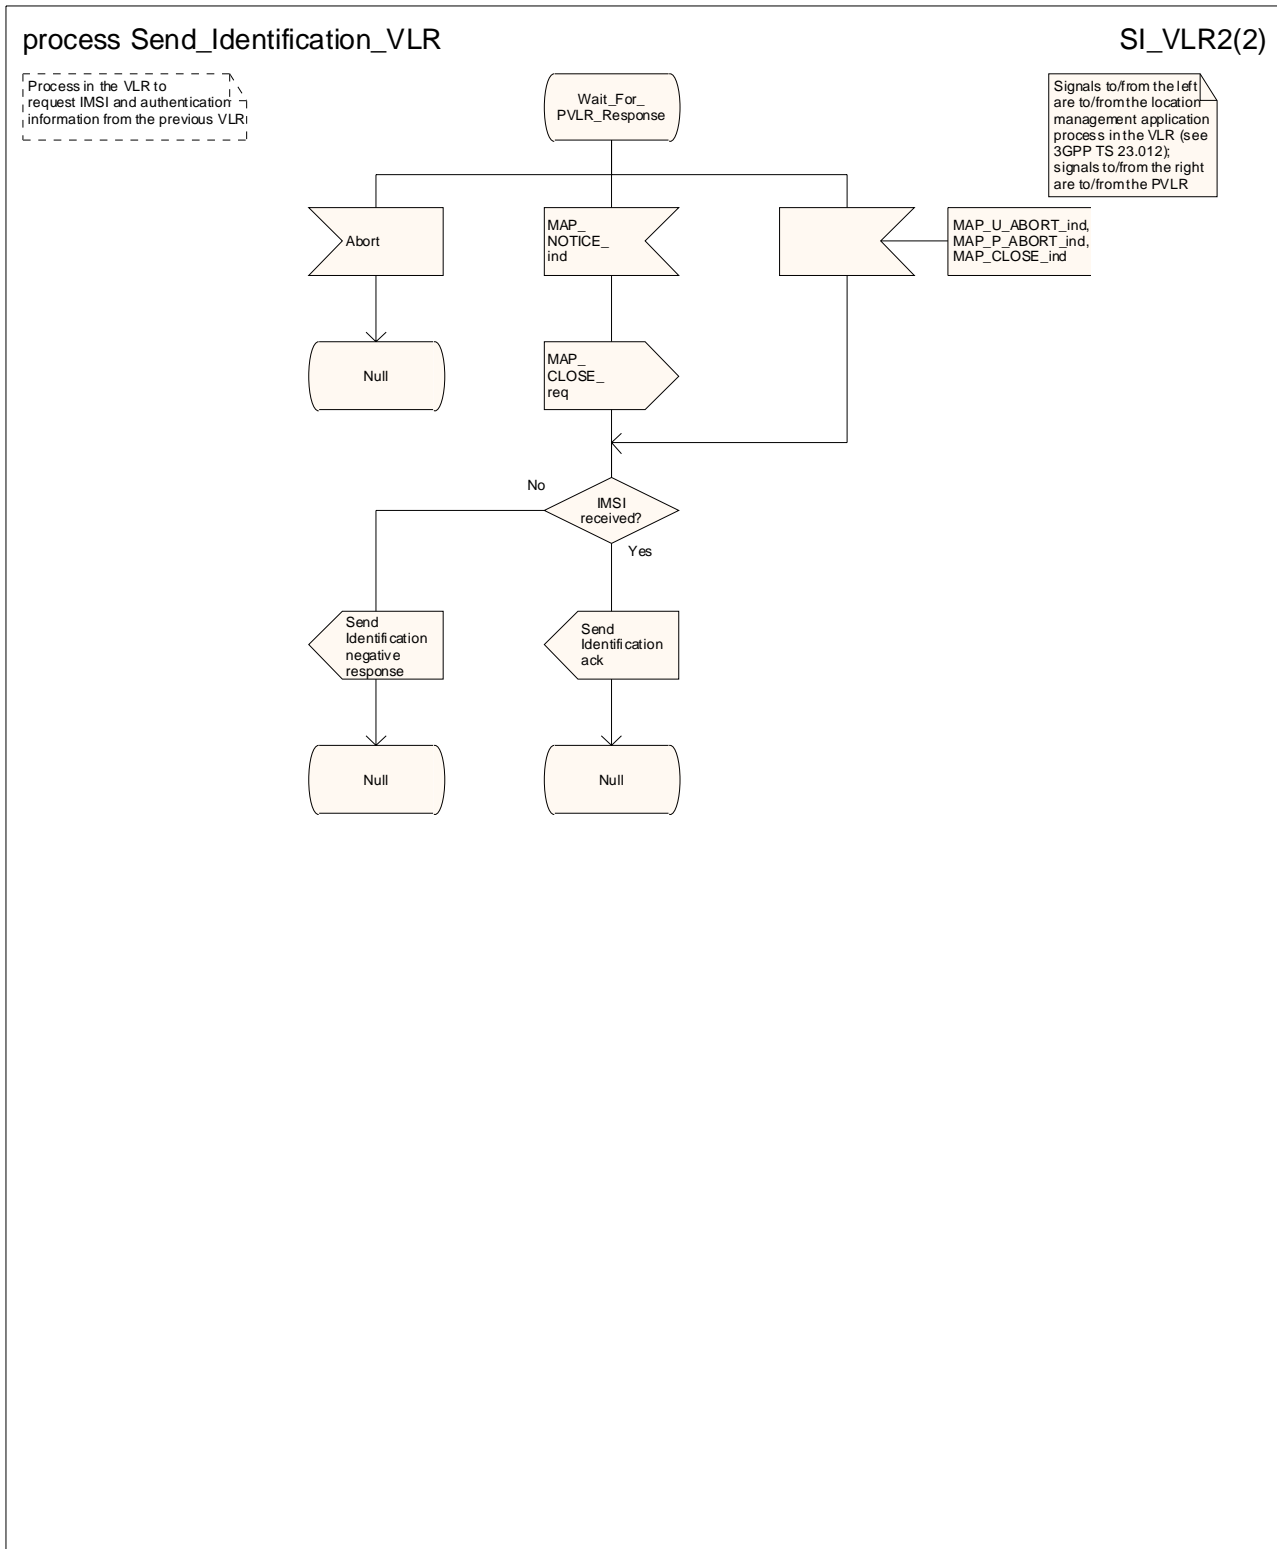 process Send_Identification_VLR
SI_VLR2(2)
Process in the VLR to
request IMSI and authentication
information from the previous VLR
Wait_For_
PVLR_Response
Signals to/from the left
are to/from the location
management application
process in the VLR (see
3GPP TS 23.012);
signals to/from the right
are to/from the PVLR
Abort
MAP_
NOTICE_
ind
MAP_U_ABORT_ind,
MAP_P_ABORT_ind,
MAP_CLOSE_ind
Null
MAP_
CLOSE_
req
No
IMSI
received?
Yes
Send
Identification
negative
response
Send
Identification
ack
Null
Null